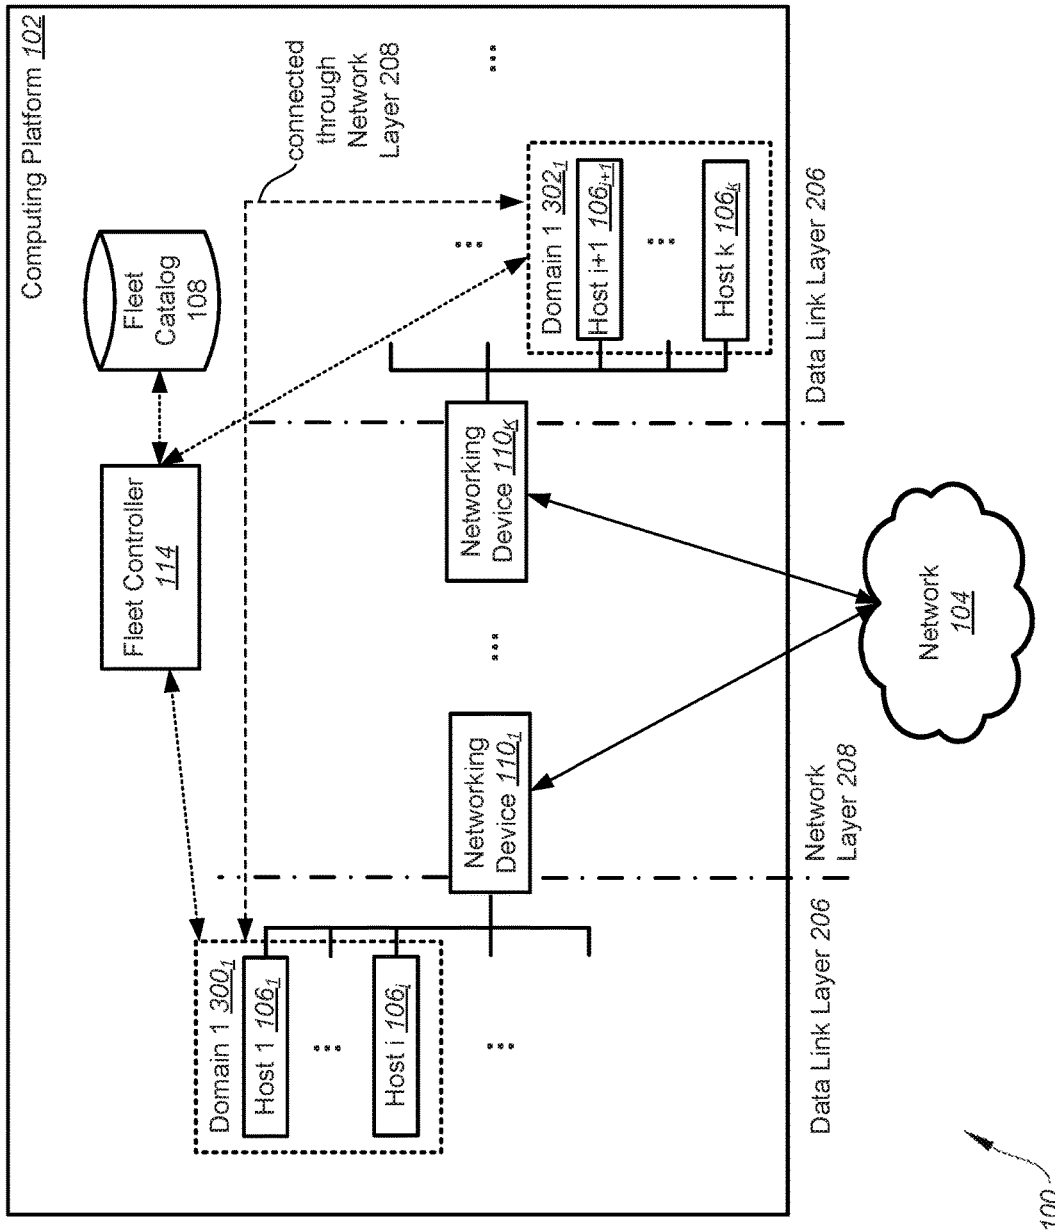 Computing Platform 102
Fleet Controller
114
Fleet
Catalog
108
connected
through
Network
Layer 208
Domain 1 300₁
Host 1 106₁
...
Host i 106ᵢ
...
Networking
Device 110₁
...
Networking
Device 110_K
...
Domain 1 302₁
Host i+1 106ᵢ₊₁
...
Host k 106ₖ
...
Data Link Layer 206
Network
Layer 208
Data Link Layer 206
Network
104
100